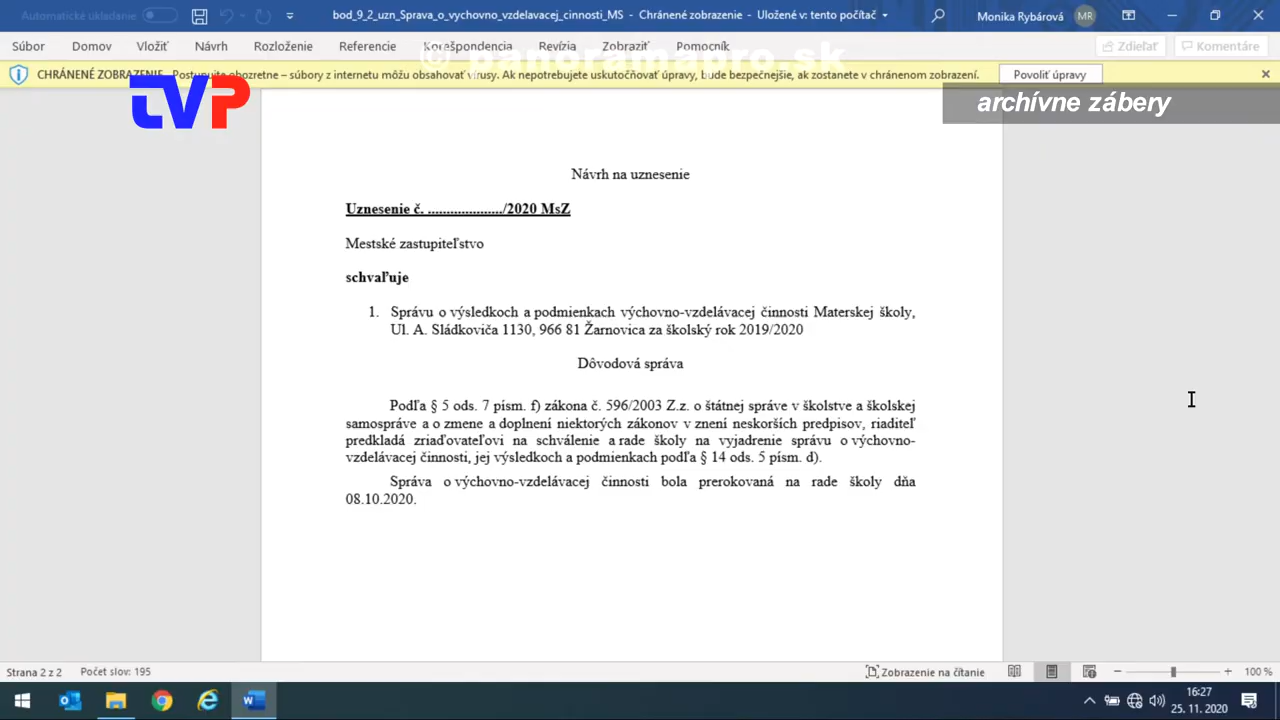 Automatické ukladanie
bod_9_2_uzn_Sprava_o_vychovno_vzdelavacej_cinnosti_MS - Chránené zobrazenie - Uložené v: tento počítač
Monika Rybárová MR
Súbor Domov Vložiť Návrh Rozloženie Referencie Korešpondencia Revízia Zobraziť Pomocník Zdieľať Komentáre
© panoramapro.sk
CHRÁNENÉ ZOBRAZENIE Postupujte obozretne – súbory z internetu môžu obsahovať vírusy. Ak nepotrebujete uskutočňovať úpravy, bude bezpečnejšie, ak zostanete v chránenom zobrazení. Povoliť úpravy
tvP
archívne zábery
Návrh na uznesenie
Uznesenie č. ..................../2020 MsZ
Mestské zastupiteľstvo
schvaľuje
1. Správu o výsledkoch a podmienkach výchovno-vzdelávacej činnosti Materskej školy,
Ul. A. Sládkoviča 1130, 966 81 Žarnovica za školský rok 2019/2020
Dôvodová správa
Podľa § 5 ods. 7 písm. f) zákona č. 596/2003 Z.z. o štátnej správe v školstve a školskej
samospráve a o zmene a doplnení niektorých zákonov v znení neskorších predpisov, riaditeľ
predkladá zriaďovateľovi na schválenie a rade školy na vyjadrenie správu o výchovno-
vzdelávacej činnosti, jej výsledkoch a podmienkach podľa § 14 ods. 5 písm. d).
Správa o výchovno-vzdelávacej činnosti bola prerokovaná na rade školy dňa
08.10.2020.
Strana 2 z 2 Počet slov: 195 Zobrazenie na čítanie 100 %
16:27
25. 11. 2020